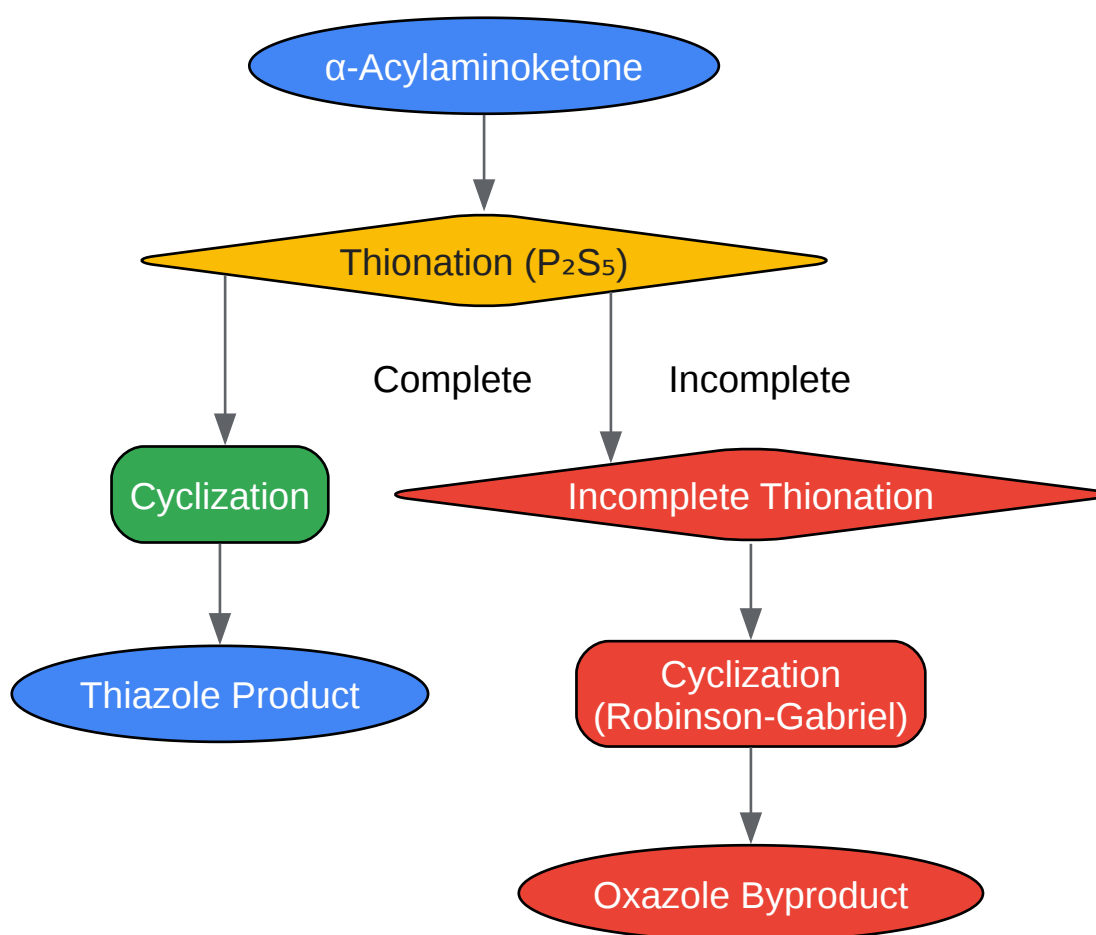 α-Acylaminoketone
Thionation (P₂S₅)
Complete
Incomplete
Cyclization
Incomplete Thionation
Thiazole Product
Cyclization
(Robinson-Gabriel)
Oxazole Byproduct